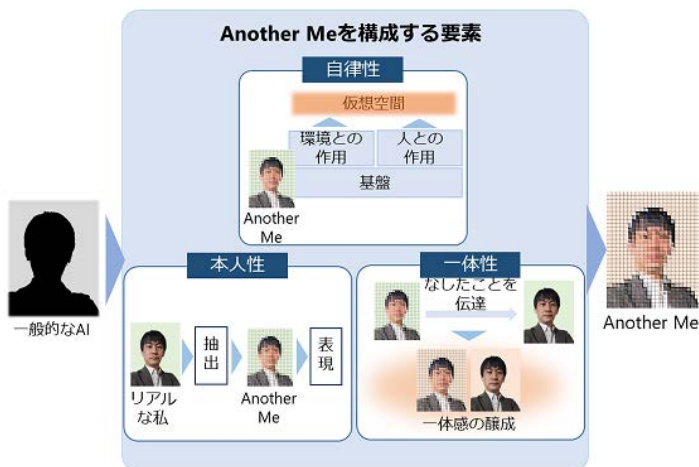 Another Meを構成する要素
自律性
仮想空間
環境との
作用
人との
作用
基盤
Another
Me
一般的なAI
本人性
抽
出
表
現
リアル
な私
Another
Me
一体性
なしたことを
伝達
一体感の醸成
Another Me